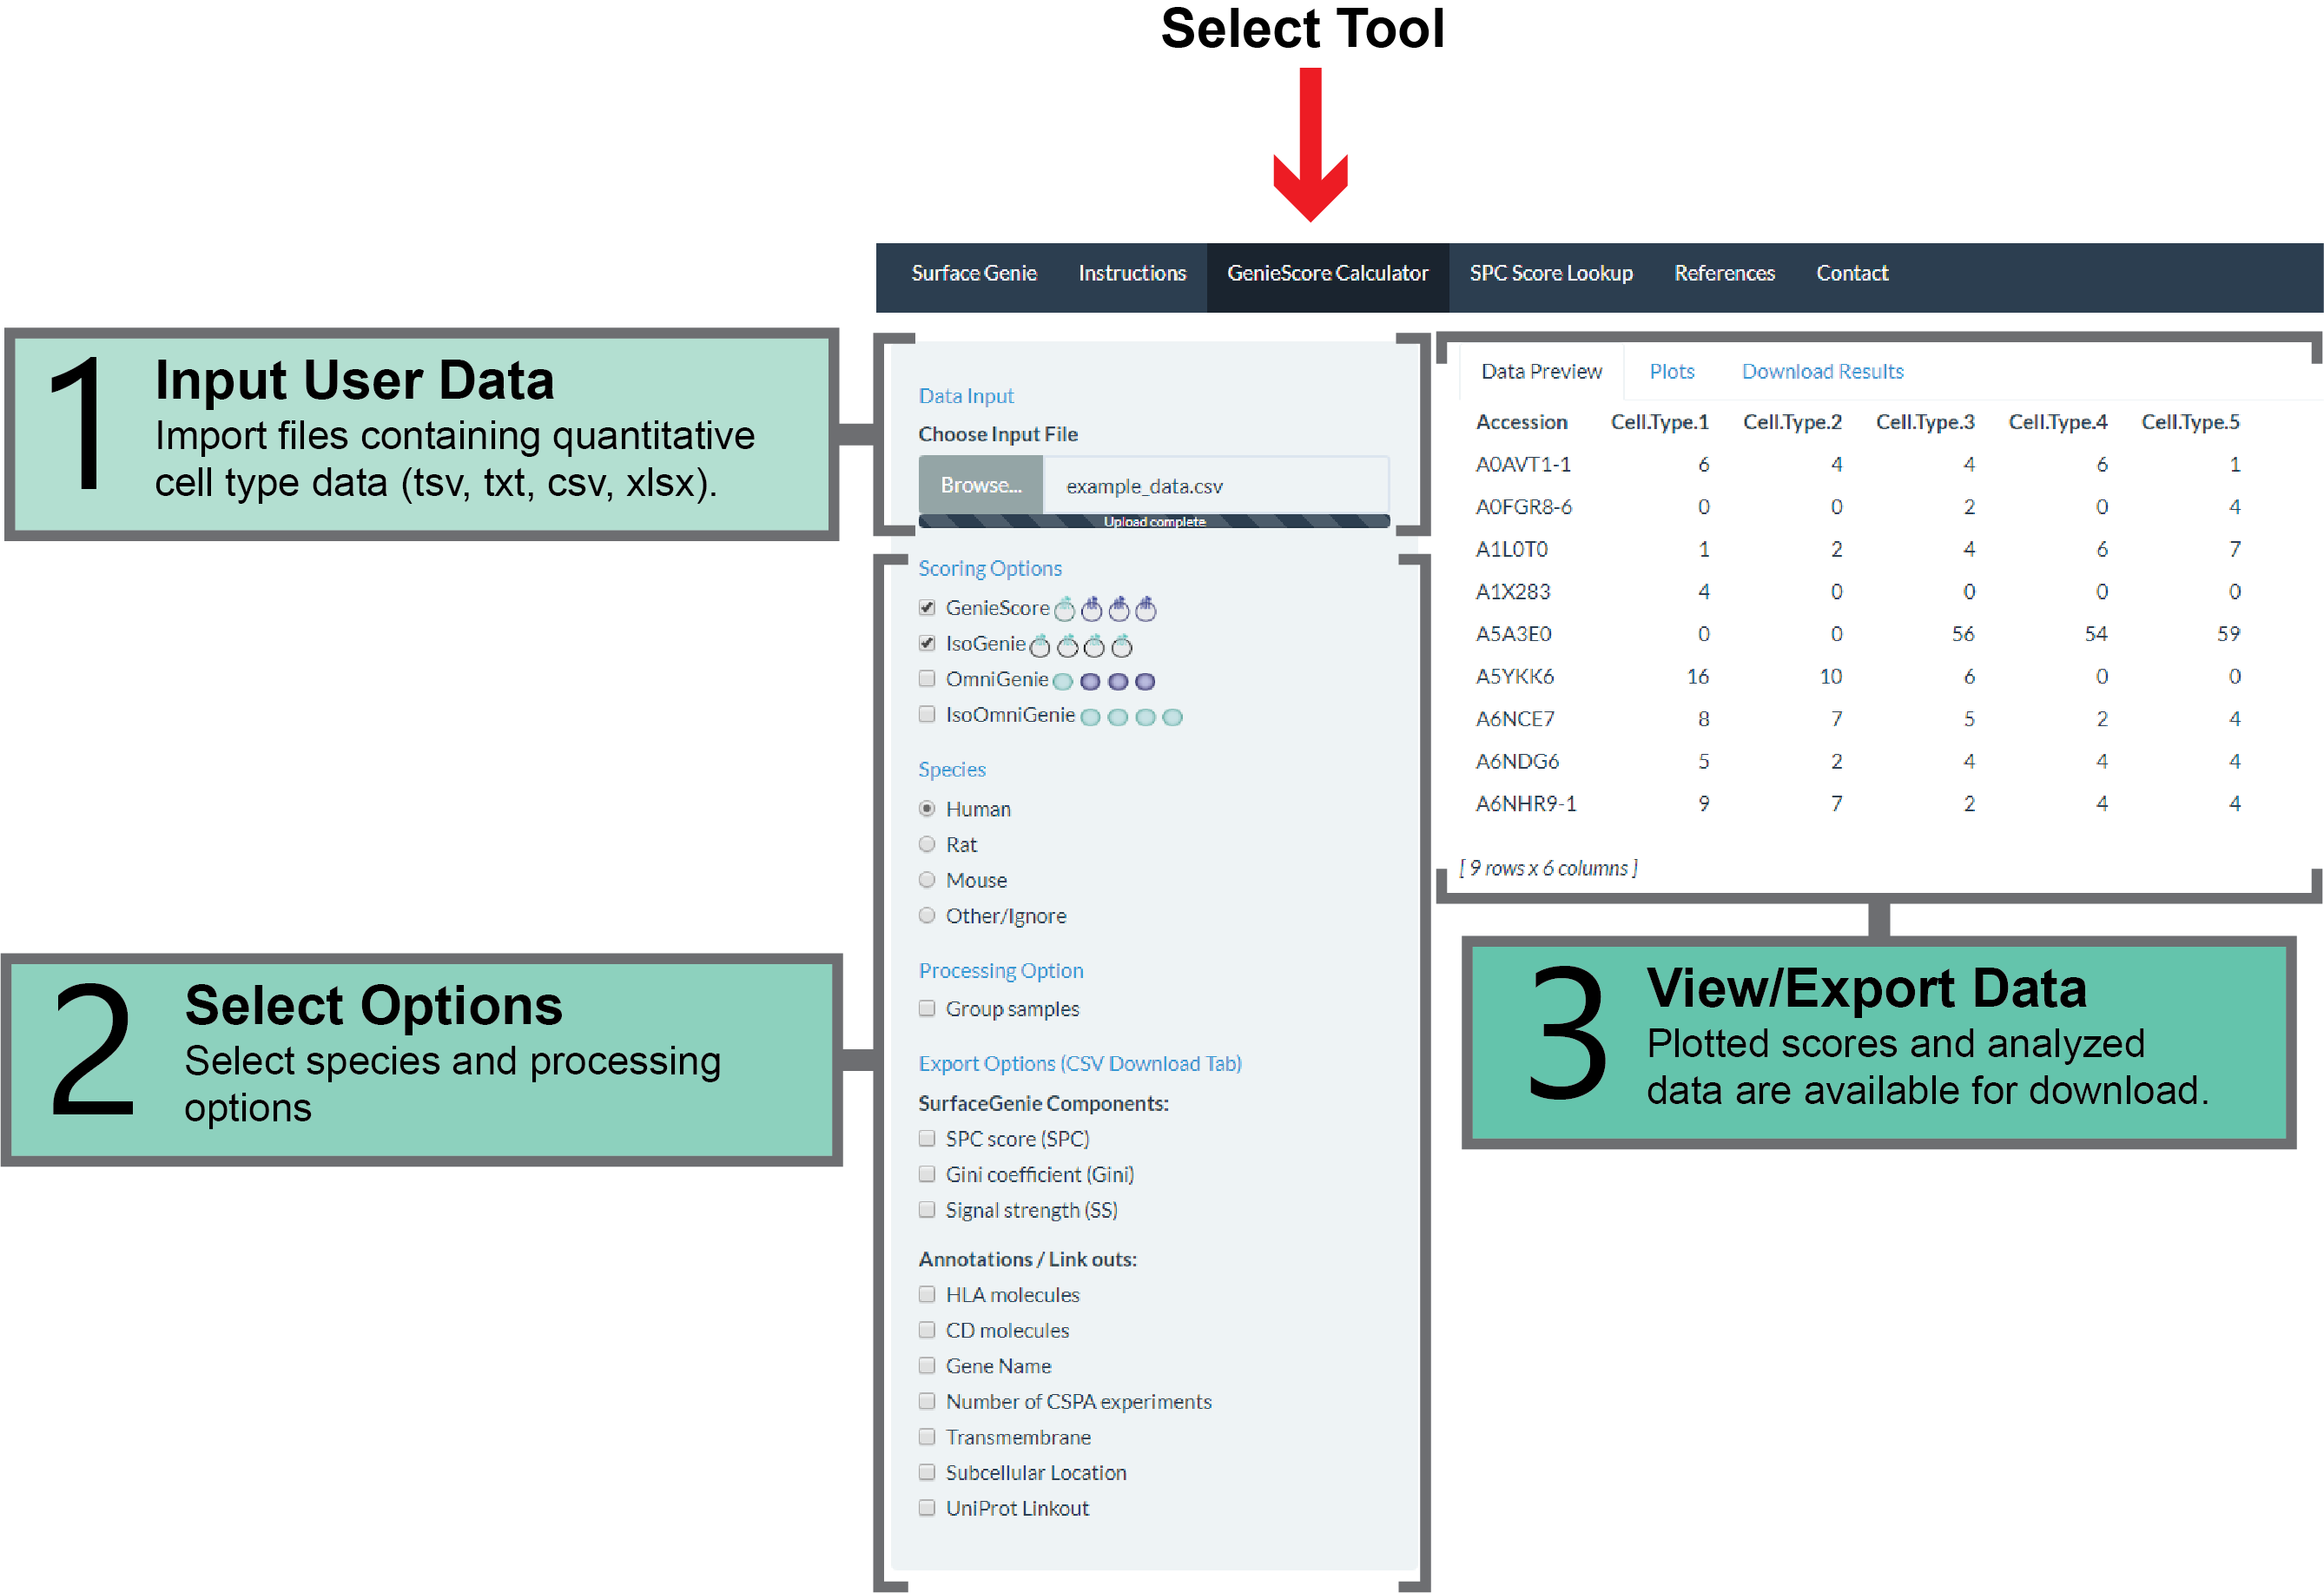 Select Tool
Surface Genie Instructions GenieScore Calculator SPC Score Lookup References Contact
1 Input User Data
Import files containing quantitative
cell type data (tsv, txt, csv, xlsx).
Data Input
Choose Input File
Browse... example_data.csv
Upload complete
Scoring Options
GenieScore
IsoGenie
OmniGenie
IsoOmniGenie
Species
Human
Rat
Mouse
Other/Ignore
Processing Option
Group samples
Export Options (CSV Download Tab)
SurfaceGenie Components:
SPC score (SPC)
Gini coefficient (Gini)
Signal strength (SS)
Annotations / Link outs:
HLA molecules
CD molecules
Gene Name
Number of CSPA experiments
Transmembrane
Subcellular Location
UniProt Linkout
2 Select Options
Select species and processing
options
Data Preview Plots Download Results
Accession Cell.Type.1 Cell.Type.2 Cell.Type.3 Cell.Type.4 Cell.Type.5
A0AVT1-1 6 4 4 6 1
A0FGR8-6 0 0 2 0 4
A1L0T0 1 2 4 6 7
A1X283 4 0 0 0 0
A5A3E0 0 0 56 54 59
A5YKK6 16 10 6 0 0
A6NCE7 8 7 5 2 4
A6NDG6 5 2 4 4 4
A6NHR9-1 9 7 2 4 4
[ 9 rows x 6 columns ]
3 View/Export Data
Plotted scores and analyzed
data are available for download.